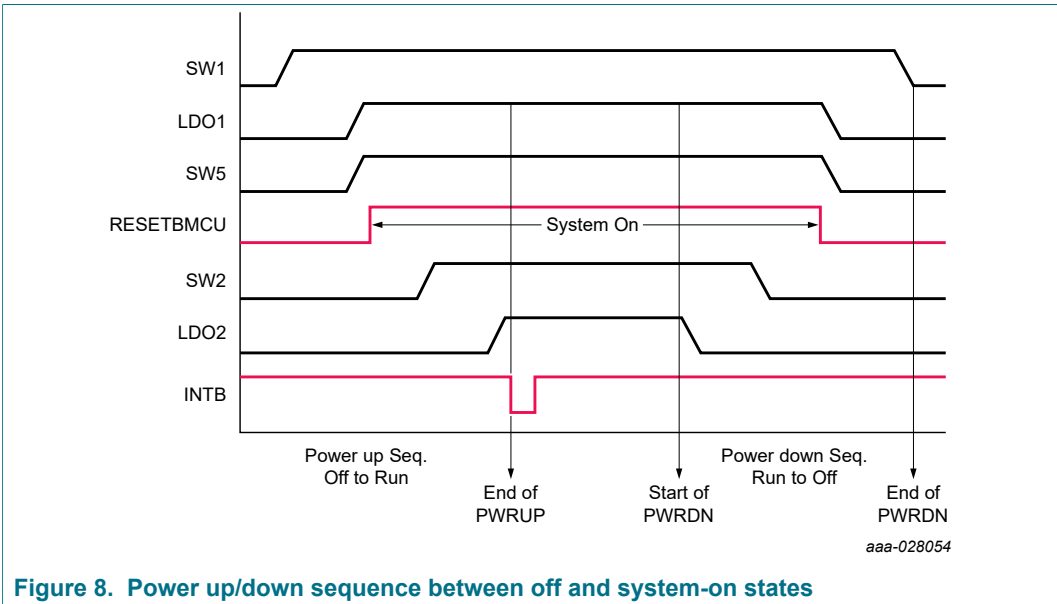 SW1
LDO1
SW5
RESETBMCU
System On
SW2
LDO2
INTB
Power up Seq.
Off to Run
End of
PWRUP
Start of
PWRDN
Power down Seq.
Run to Off
End of
PWRDN
aaa-028054
Figure 8. Power up/down sequence between off and system-on states